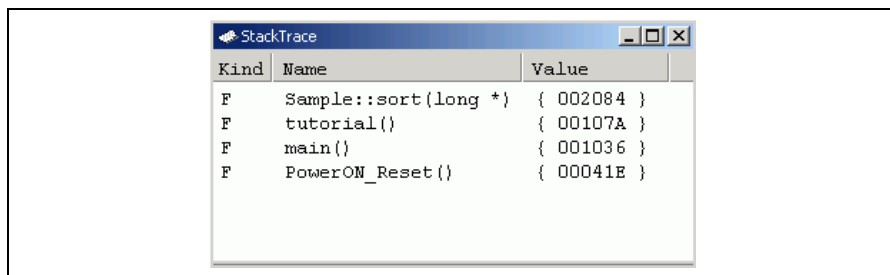 StackTrace
Kind Name Value
F Sample::sort(long *) { 002084 }
F tutorial() { 00107A }
F main() { 001036 }
F PowerON_Reset() { 00041E }